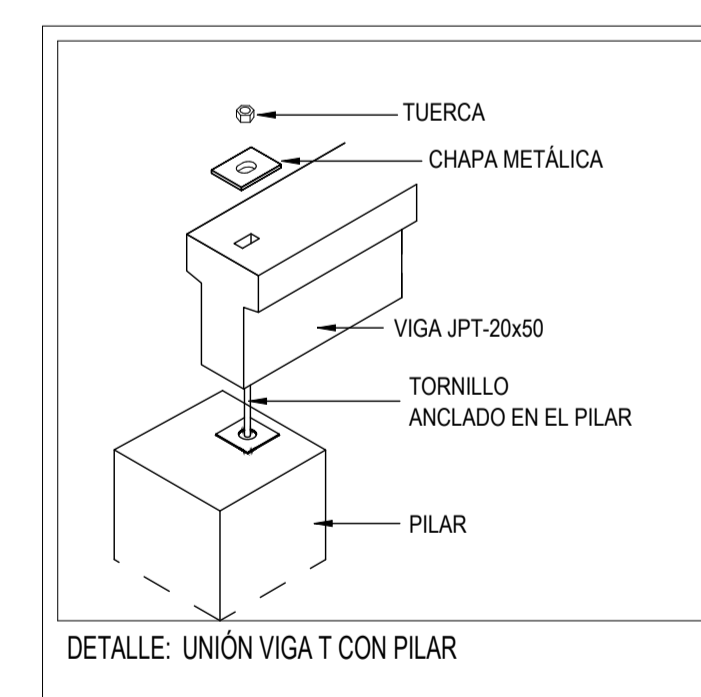 TUERCA
CHAPA METÁLICA
VIGA JPT-20x50
TORNILLO
ANCLADO EN EL PILAR
PILAR
DETALLE: UNIÓN VIGA T CON PILAR